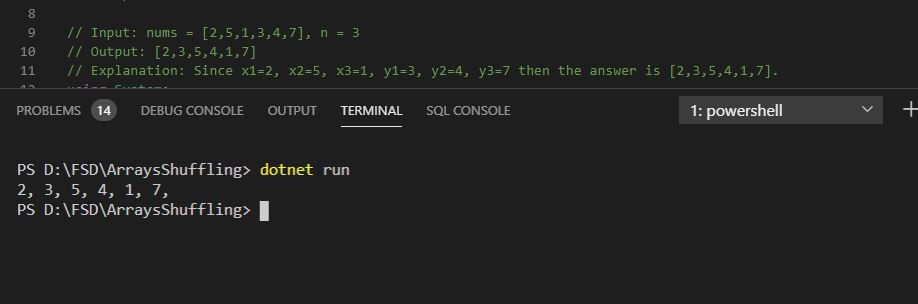 8
9 // Input: nums = [2,5,1,3,4,7], n = 3
10 // Output: [2,3,5,4,1,7]
11 // Explanation: Since x1=2, x2=5, x3=1, y1=3, y2=4, y3=7 then the answer is [2,3,5,4,1,7].
12 using System;
PROBLEMS 14 DEBUG CONSOLE OUTPUT TERMINAL SQL CONSOLE 1: powershell
PS D:\FSD\ArraysShuffling> dotnet run
2, 3, 5, 4, 1, 7,
PS D:\FSD\ArraysShuffling>